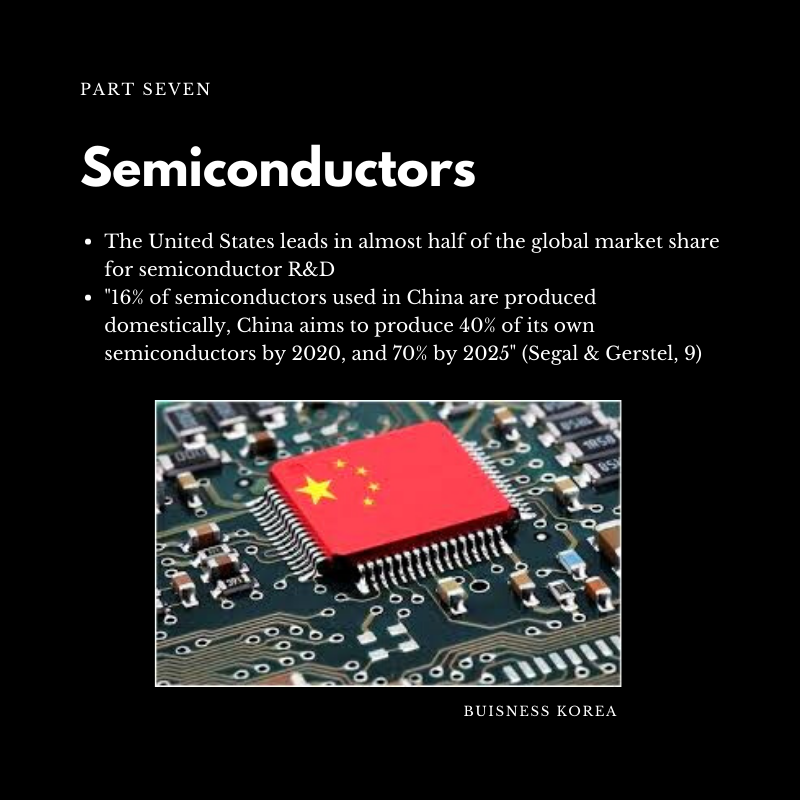 PART SEVEN
Semiconductors
• The United States leads in almost half of the global market share
for semiconductor R&D
• "16% of semiconductors used in China are produced
domestically, China aims to produce 40% of its own
semiconductors by 2020, and 70% by 2025" (Segal & Gerstel, 9)
1R50
BUISNESS KOREA